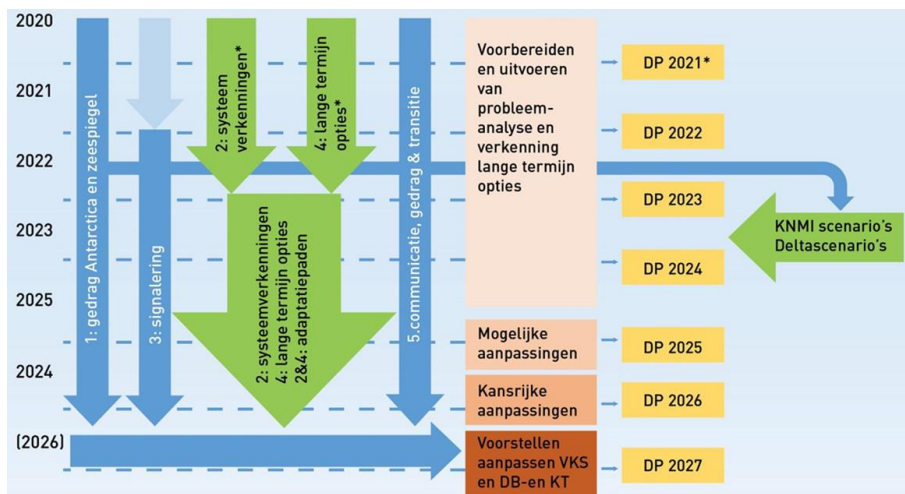 2020
2021
2022
2023
2025
2024
(2026)
1: gedrag Antarctica en zeespiegel
3: signalering
2: systeem
verkenningen*
4: lange termijn
opties*
2: systeemverkenningen
4: lange termijn opties
2&4: adaptatiepaden
5.communicatie, gedrag & transitie
Voorbereiden
en uitvoeren
van
probleem-
analyse en
verkenning
lange termijn
opties
Mogelijke
aanpassingen
Kansrijke
aanpassingen
Voorstellen
aanpassen VKS
en DB-en KT
DP 2021*
DP 2022
DP 2023
DP 2024
DP 2025
DP 2026
DP 2027
KNMI scenario's
Deltascenario's